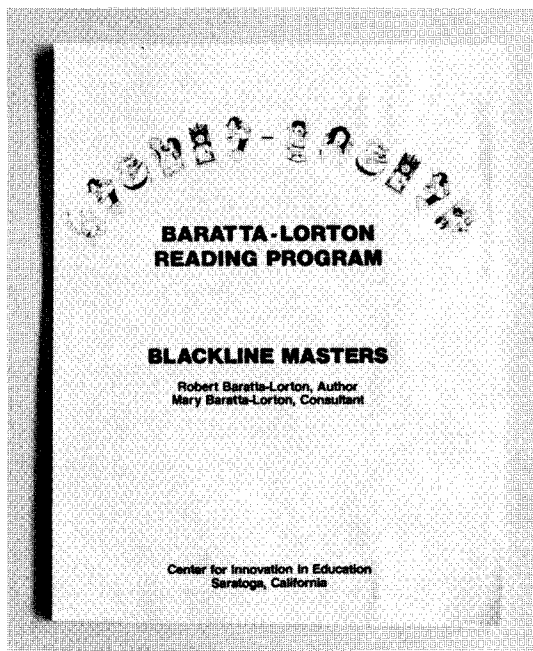 BARATTA-LORTON
READING PROGRAM
BLACKLINE MASTERS
Robert Baratta-Lorton, Author
Mary Baratta-Lorton, Consultant
Center for Innovation in Education
Saratoga, California